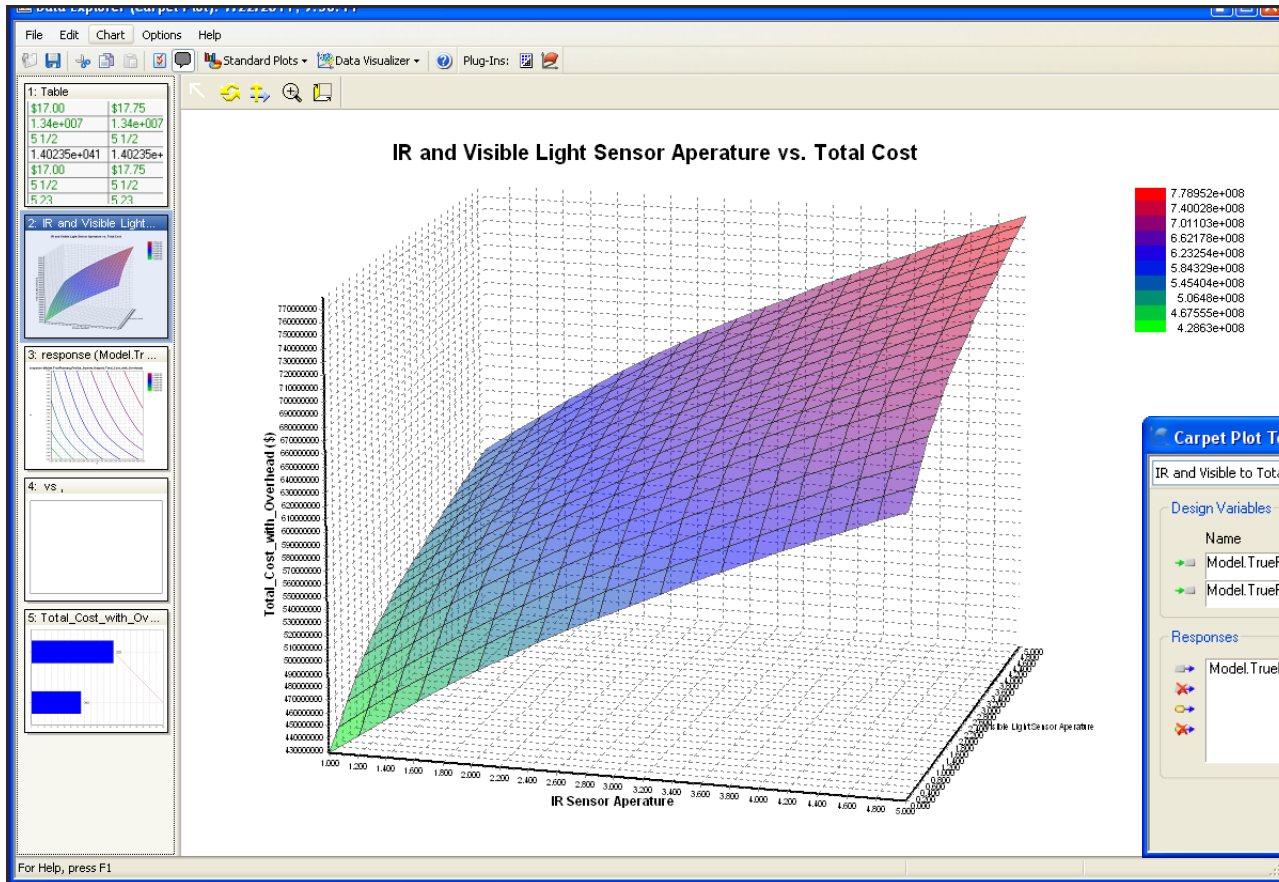 Data Explorer (Carpet Plot):
File Edit Chart Options Help
Standard Plots Data Visualizer Plug-Ins:
1: Table
$17.00 $17.75
1.34e+007 1.34e+007
5 1/2 5 1/2
1.40235e+041 1.40235e+
$17.00 $17.75
5 1/2 5 1/2
5.23 5.23
2: IR and Visible Light...
3: response (Model.Tr ...
4: vs ,
5: Total_Cost_with_Ov...
IR and Visible Light Sensor Aperature vs. Total Cost
7.78952e+008
7.40028e+008
7.01103e+008
6.62178e+008
6.23254e+008
5.84329e+008
5.45404e+008
5.0648e+008
4.67555e+008
4.2863e+008
Total_Cost_with_Overhead ($)
770000000
760000000
750000000
740000000
730000000
720000000
710000000
700000000
690000000
680000000
670000000
660000000
650000000
640000000
630000000
620000000
610000000
600000000
590000000
580000000
570000000
560000000
550000000
540000000
530000000
520000000
510000000
500000000
490000000
480000000
470000000
460000000
450000000
440000000
430000000
1.000 1.200 1.400 1.600 1.800 2.000 2.200 2.400 2.600 2.800 3.000 3.200 3.400 3.600 3.800 4.000 4.200 4.400 4.600 4.800 5.000
IR Sensor Aperature
Light Sensor Aperature
Carpet Plot
IR and Visible to
Design Variables
Name
Responses
For Help, press F1